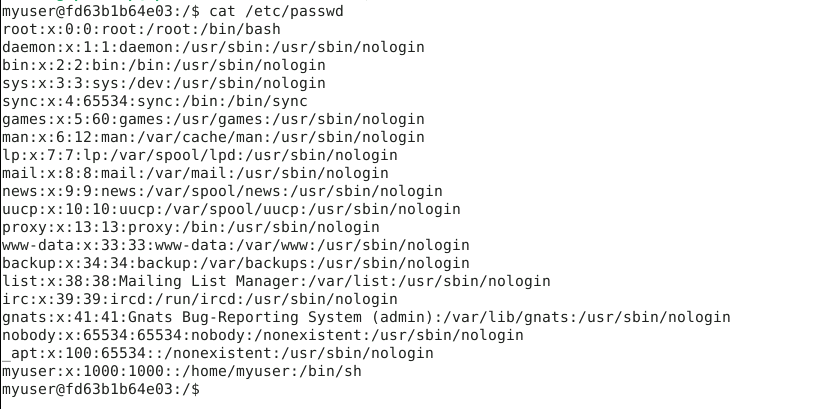 myuser@fd63b1b64e03:/$ cat /etc/passwd
root:x:0:0:root:/root:/bin/bash
daemon:x:1:1:daemon:/usr/sbin:/usr/sbin/nologin
bin:x:2:2:bin:/bin:/usr/sbin/nologin
sys:x:3:3:sys:/dev:/usr/sbin/nologin
sync:x:4:65534:sync:/bin:/bin/sync
games:x:5:60:games:/usr/games:/usr/sbin/nologin
man:x:6:12:man:/var/cache/man:/usr/sbin/nologin
lp:x:7:7:lp:/var/spool/lpd:/usr/sbin/nologin
mail:x:8:8:mail:/var/mail:/usr/sbin/nologin
news:x:9:9:news:/var/spool/news:/usr/sbin/nologin
uucp:x:10:10:uucp:/var/spool/uucp:/usr/sbin/nologin
proxy:x:13:13:proxy:/bin:/usr/sbin/nologin
www-data:x:33:33:www-data:/var/www:/usr/sbin/nologin
backup:x:34:34:backup:/var/backups:/usr/sbin/nologin
list:x:38:38:Mailing List Manager:/var/list:/usr/sbin/nologin
irc:x:39:39:ircd:/run/ircd:/usr/sbin/nologin
gnats:x:41:41:Gnats Bug-Reporting System (admin):/var/lib/gnats:/usr/sbin/nologin
nobody:x:65534:65534:nobody:/nonexistent:/usr/sbin/nologin
_apt:x:100:65534::/nonexistent:/usr/sbin/nologin
myuser:x:1000:1000::/home/myuser:/bin/sh
myuser@fd63b1b64e03:/$